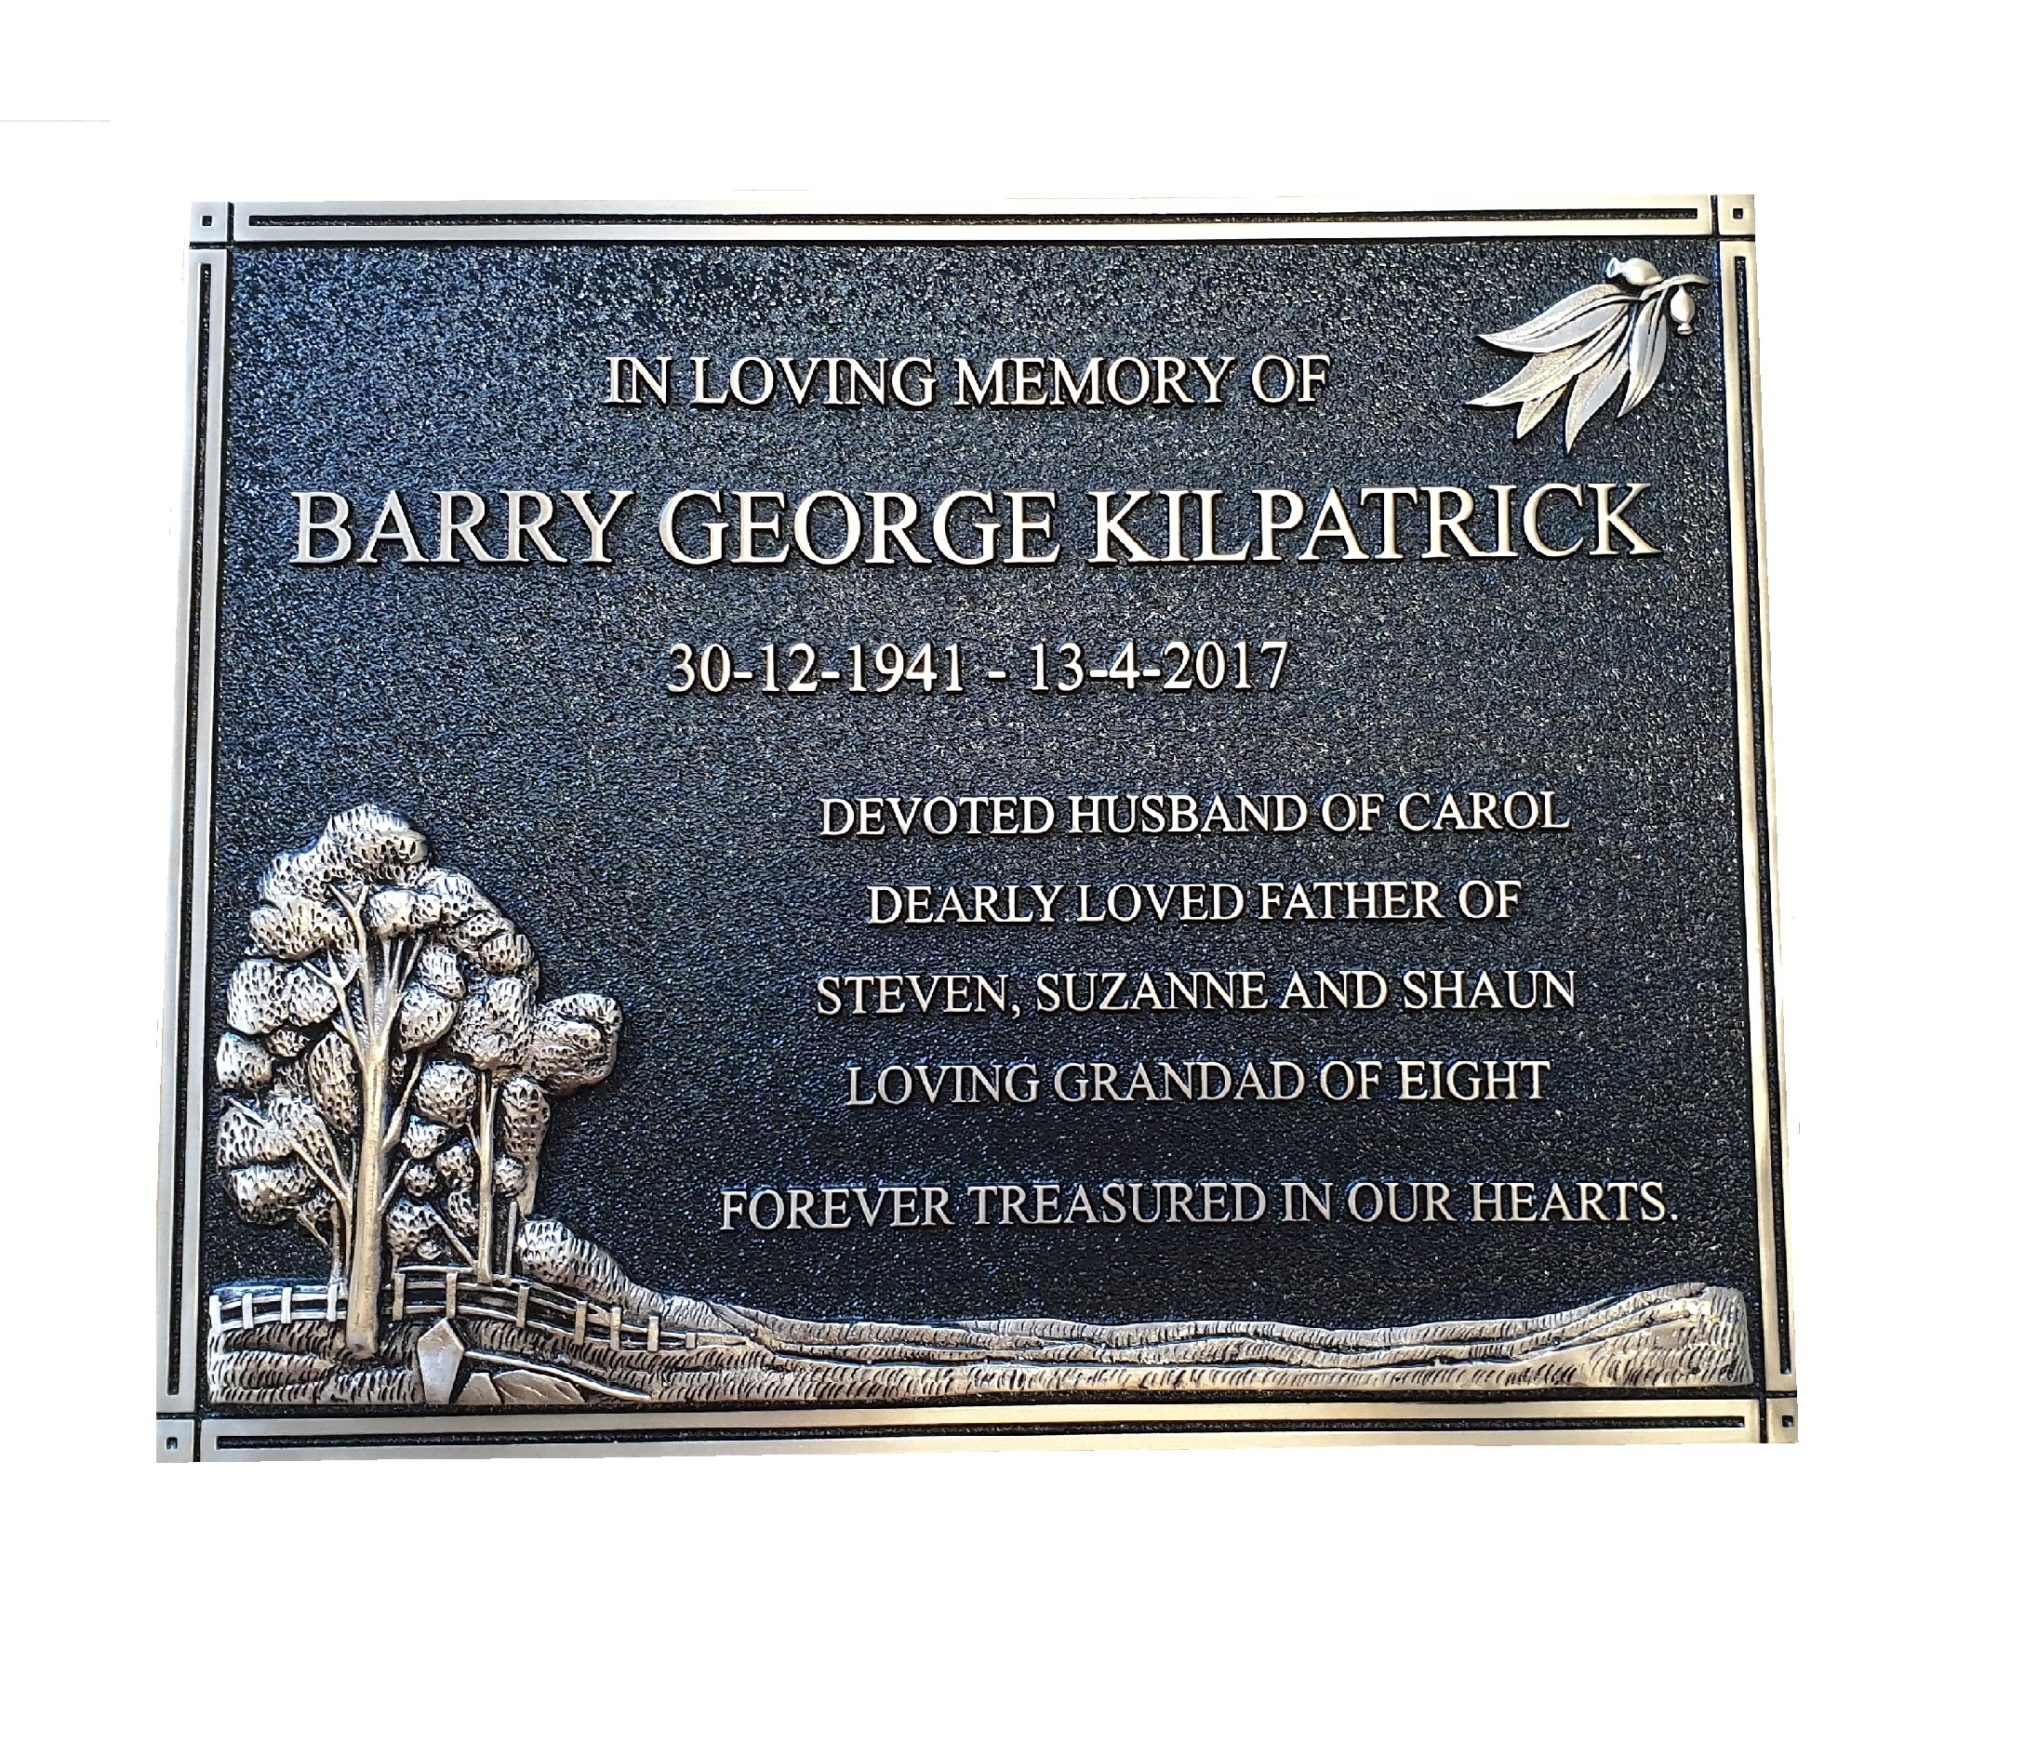 IN LOVING MEMORY OF
BARRY GEORGE KILPATRICK
30-12-1941 - 13-4-2017
DEVOTED HUSBAND OF CAROL
DEARLY LOVED FATHER OF
STEVEN, SUZANNE AND SHAUN
LOVING GRANDAD OF EIGHT
FOREVER TREASURED IN OUR HEARTS.